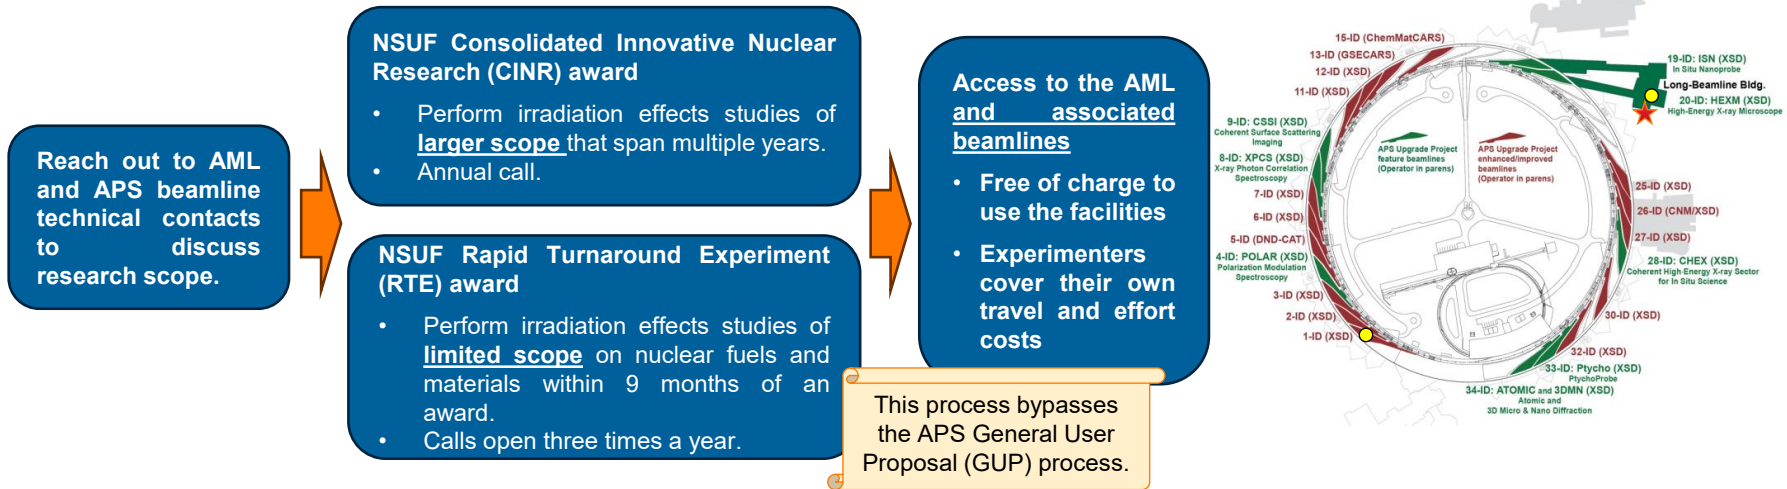 Reach out to AML
and APS beamline
technical contacts
to discuss
research scope.
NSUF Consolidated Innovative Nuclear
Research (CINR) award
• Perform irradiation effects studies of
larger scope that span multiple years.
• Annual call.
NSUF Rapid Turnaround Experiment
(RTE) award
• Perform irradiation effects studies of
limited scope on nuclear fuels and
materials within 9 months of an
award.
• Calls open three times a year.
Access to the AML
and associated
beamlines
• Free of charge to
use the facilities
• Experimenters
cover their own
travel and effort
costs
This process bypasses
the APS General User
Proposal (GUP) process.
15-ID (ChemMatCARS)
13-ID (GSECARS)
12-ID (XSD)
11-ID (XSD)
9-ID: CSSI (XSD)
Coherent Surface Scattering
Imaging
8-ID: XPCS (XSD)
X-ray Photon Correlation
Spectroscopy
7-ID (XSD)
6-ID (XSD)
5-ID (DND-CAT)
4-ID: POLAR (XSD)
Polarization Modulation
Spectroscopy
3-ID (XSD)
2-ID (XSD)
1-ID (XSD)
APS Upgrade Project
feature beamlines
(Operator in parens)
APS Upgrade Project
enhanced/improved
beamlines
(Operator in parens)
19-ID: ISN (XSD)
In Situ Nanoprobe
Long-Beamline Bldg.
20-ID: HEXM (XSD)
High-Energy X-ray Microscope
25-ID (XSD)
26-ID (CNM/XSD)
27-ID (XSD)
28-ID: CHEX (XSD)
Coherent High-Energy X-ray Sector
for In Situ Science
30-ID (XSD)
32-ID (XSD)
33-ID: Ptycho (XSD)
PtychoProbe
34-ID: ATOMIC and 3DMN (XSD)
Atomic and
3D Micro & Nano Diffraction